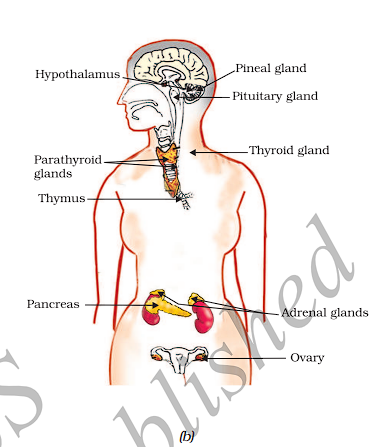 Hypothalamus
Pineal gland
Pituitary gland
Thyroid gland
Parathyroid
glands
Thymus
Pancreas
Adrenal glands
Ovary
(b)